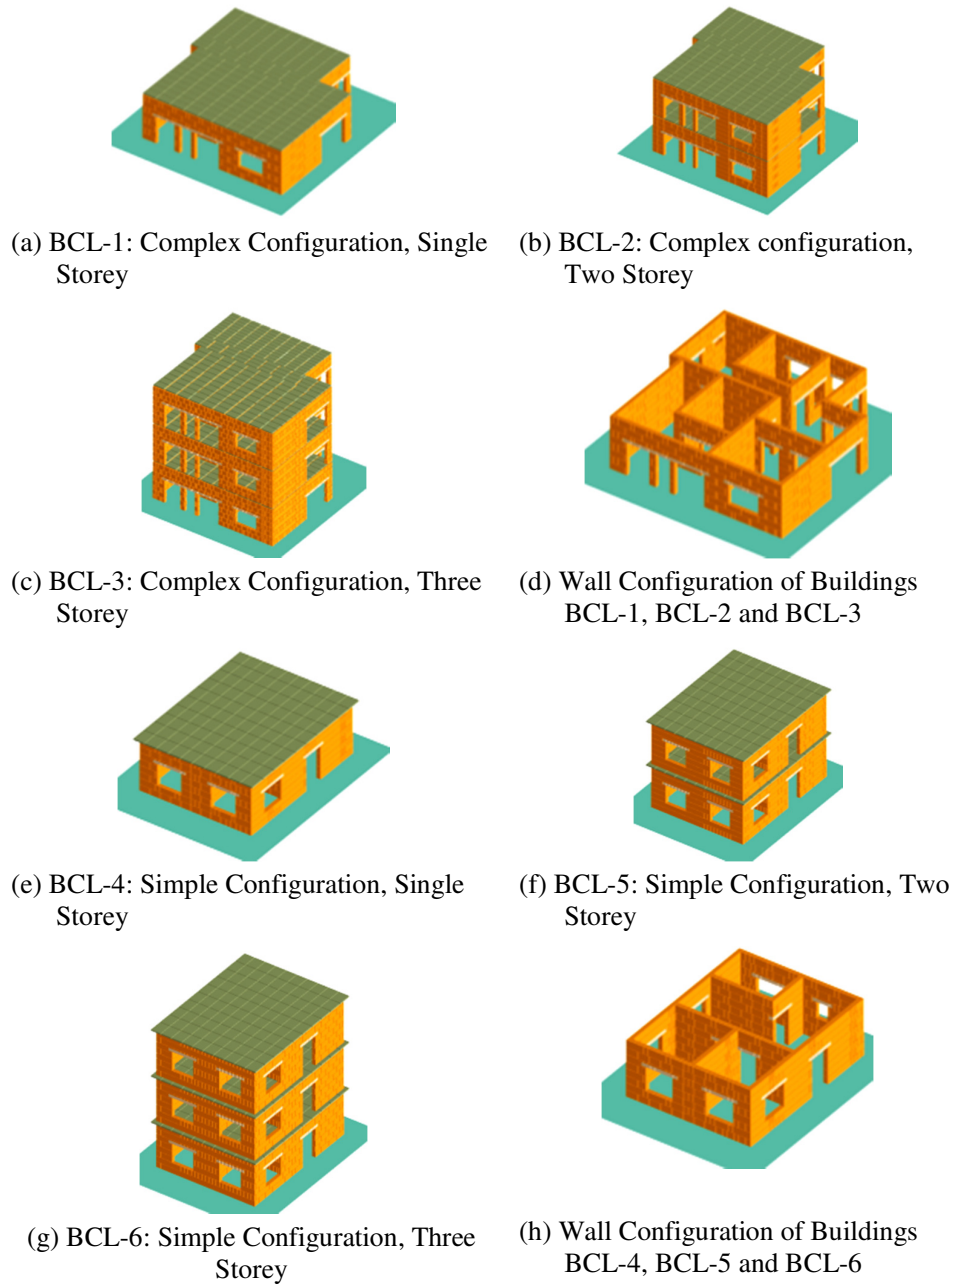 (a) BCL-1: Complex Configuration, Single
Storey
(b) BCL-2: Complex configuration,
Two Storey
(c) BCL-3: Complex Configuration, Three
Storey
(d) Wall Configuration of Buildings
BCL-1, BCL-2 and BCL-3
(e) BCL-4: Simple Configuration, Single
Storey
(f) BCL-5: Simple Configuration, Two
Storey
(g) BCL-6: Simple Configuration, Three
Storey
(h) Wall Configuration of Buildings
BCL-4, BCL-5 and BCL-6